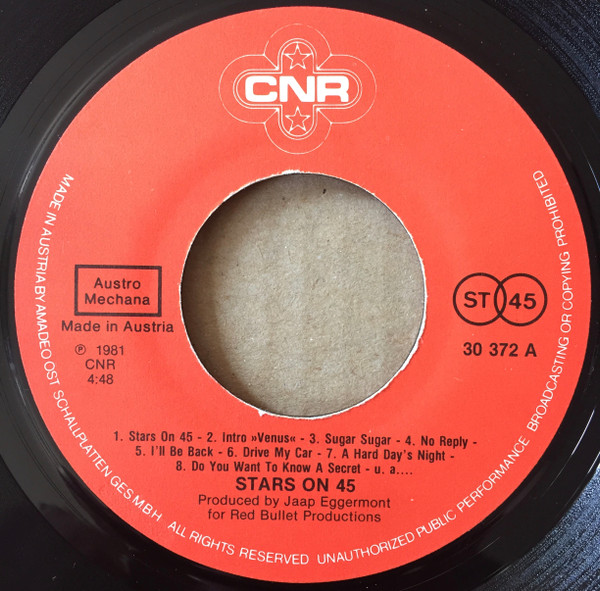 CNR
Austro
Mechana
Made in Austria
℗ 1981
CNR
4:48
ST 45
30 372 A
1. Stars On 45 - 2. Intro »Venus« - 3. Sugar Sugar - 4. No Reply -
5. I'll Be Back - 6. Drive My Car - 7. A Hard Day's Night -
8. Do You Want To Know A Secret - u. a....
STARS ON 45
Produced by Jaap Eggermont
for Red Bullet Productions
MADE IN AUSTRIA BY AMADEO OST SCHALLPLATTEN GES.M.B.H ALL RIGHTS RESERVED UNAUTHORIZED PUBLIC PERFORMANCE BROADCASTING OR COPYING PROHIBITED